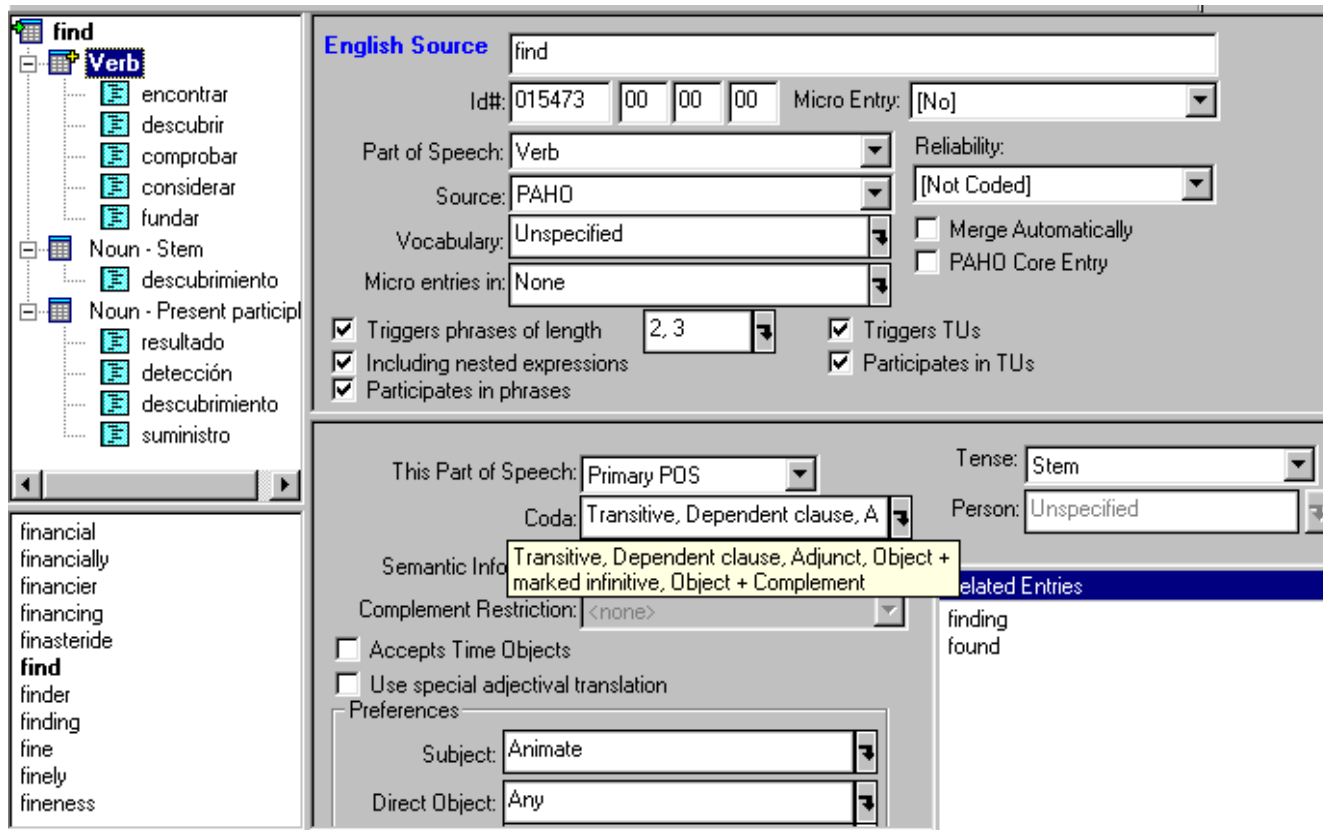 find
Verb
encontrar
descubrir
comprobar
considerar
fundar
Noun - Stem
descubrimiento
Noun - Present participl
resultado
detección
descubrimiento
suministro
financial
financially
financier
financing
finasteride
find
finder
finding
fine
finely
fineness
English Source find
Id#: 015473 00 00 00 Micro Entry: [No]
Part of Speech: Verb
Reliability:
Source: PAHO
[Not Coded]
Vocabulary: Unspecified
Merge Automatically
PAHO Core Entry
Micro entries in: None
Triggers phrases of length 2, 3 Triggers TUs
Including nested expressions Participates in TUs
Participates in phrases
This Part of Speech: Primary POS Tense: Stem
Coda: Transitive, Dependent clause, A Person: Unspecified
Semantic Info
Transitive, Dependent clause, Adjunct, Object +
marked infinitive, Object + Complement
Complement Restriction: <none>
Accepts Time Objects
Use special adjectival translation
Preferences
Subject: Animate
Direct Object: Any
elated Entries
finding
found